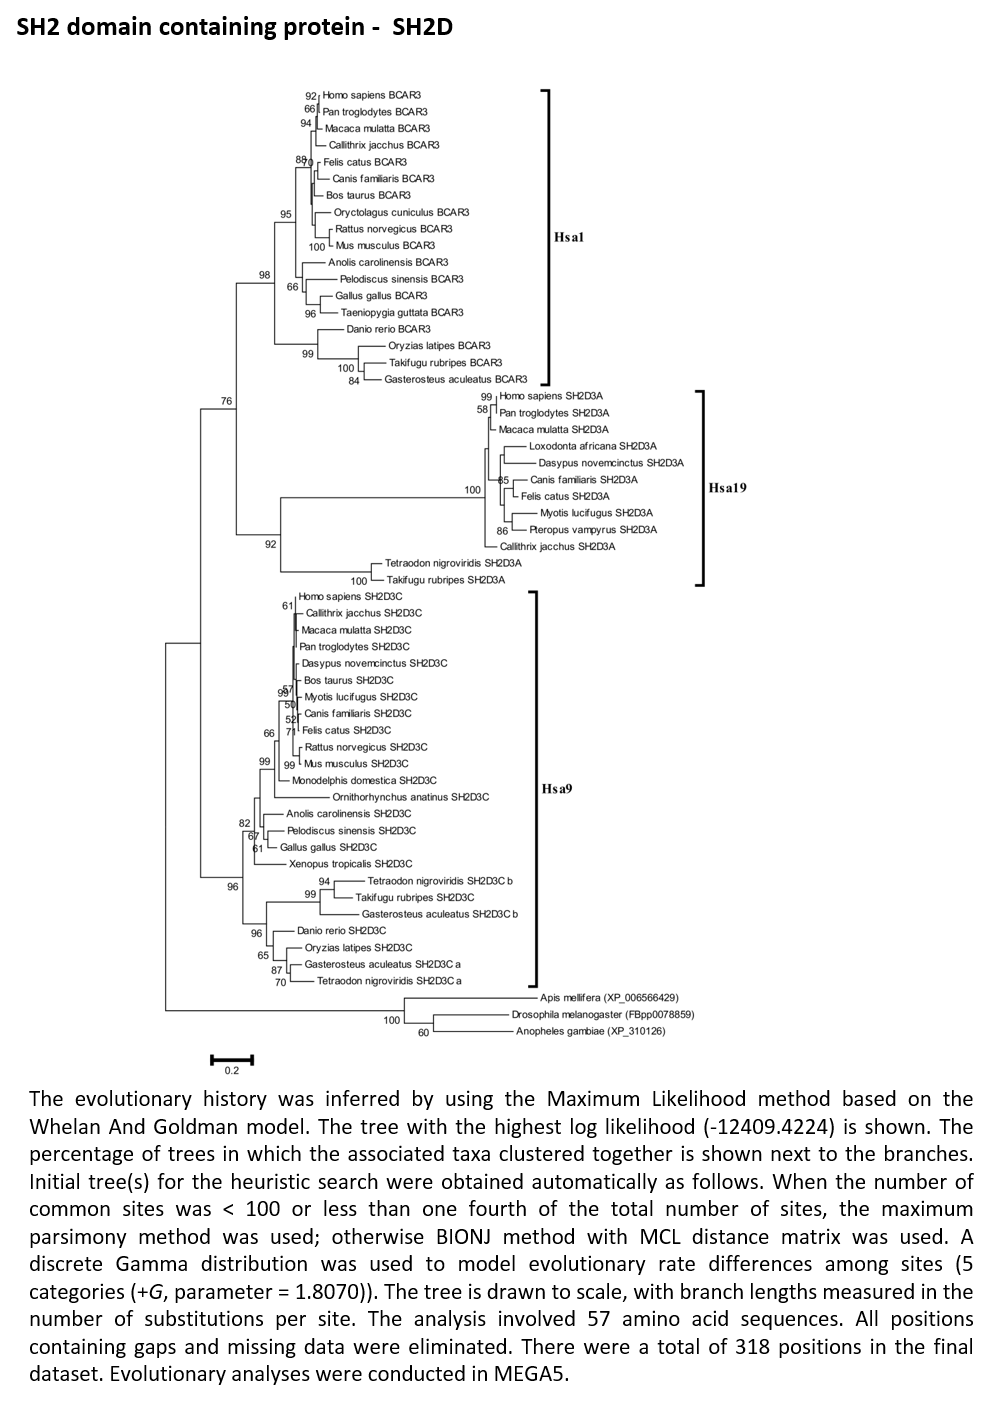 SH2 domain containing protein - SH2D
92 Homo sapiens BCAR3
66 Pan troglodytes BCAR3
94 Macaca mulatta BCAR3
Callithrix jacchus BCAR3
88 70 Felis catus BCAR3
Canis familiaris BCAR3
Bos taurus BCAR3
95 Oryctolagus cuniculus BCAR3
Rattus norvegicus BCAR3
Hsa1
100 Mus musculus BCAR3
Anolis carolinensis BCAR3
98 Pelodiscus sinensis BCAR3
66
Gallus gallus BCAR3
96 Taeniopygia guttata BCAR3
Danio rerio BCAR3
99 Oryzias latipes BCAR3
100 Takifugu rubripes BCAR3
84 Gasterosteus aculeatus BCAR3
99 Homo sapiens SH2D3A
76 58 Pan troglodytes SH2D3A
Macaca mulatta SH2D3A
Loxodonta africana SH2D3A
Dasypus novemcinctus SH2D3A
85 Canis familiaris SH2D3A
Hsa19
100 Felis catus SH2D3A
Myotis lucifugus SH2D3A
86 Pteropus vampyrus SH2D3A
92 Callithrix jacchus SH2D3A
Tetraodon nigroviridis SH2D3A
100 Takifugu rubripes SH2D3A
Homo sapiens SH2D3C
61 Callithrix jacchus SH2D3C
Macaca mulatta SH2D3C
Pan troglodytes SH2D3C
Dasypus novemcinctus SH2D3C
Bos taurus SH2D3C
99 57 Myotis lucifugus SH2D3C
50
52 Canis familiaris SH2D3C
66 71 Felis catus SH2D3C
Rattus norvegicus SH2D3C
99 99 Mus musculus SH2D3C
Monodelphis domestica SH2D3C
Hsa9
Ornithorhynchus anatinus SH2D3C
Anolis carolinensis SH2D3C
82 Pelodiscus sinensis SH2D3C
67
61 Gallus gallus SH2D3C
Xenopus tropicalis SH2D3C
96 94 Tetraodon nigroviridis SH2D3C b
99 Takifugu rubripes SH2D3C
Gasterosteus aculeatus SH2D3C b
96 Danio rerio SH2D3C
65 Oryzias latipes SH2D3C
87 Gasterosteus aculeatus SH2D3C a
70 Tetraodon nigroviridis SH2D3C a
Apis mellifera (XP_006566429)
100 Drosophila melanogaster (FBpp0078859)
60 Anopheles gambiae (XP_310126)
0.2
The evolutionary history was inferred by using the Maximum Likelihood method based on the
Whelan And Goldman model. The tree with the highest log likelihood (-12409.4224) is shown. The
percentage of trees in which the associated taxa clustered together is shown next to the branches.
Initial tree(s) for the heuristic search were obtained automatically as follows. When the number of
common sites was < 100 or less than one fourth of the total number of sites, the maximum
parsimony method was used; otherwise BIONJ method with MCL distance matrix was used. A
discrete Gamma distribution was used to model evolutionary rate differences among sites (5
categories (+G, parameter = 1.8070)). The tree is drawn to scale, with branch lengths measured in the
number of substitutions per site. The analysis involved 57 amino acid sequences. All positions
containing gaps and missing data were eliminated. There were a total of 318 positions in the final
dataset. Evolutionary analyses were conducted in MEGA5.